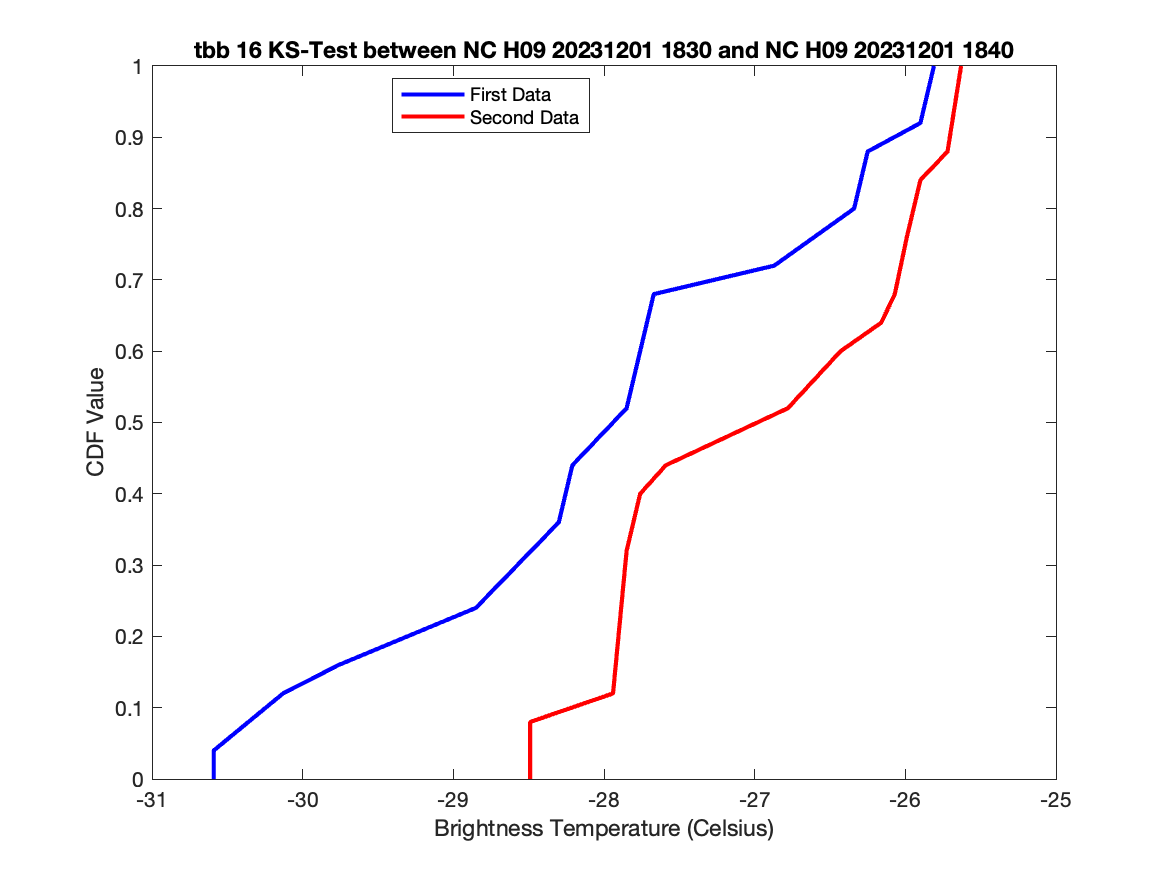 tbb 16 KS-Test between NC H09 20231201 1830 and NC H09 20231201 1840
First Data
Second Data
1
0.9
0.8
0.7
0.6
0.5
0.4
0.3
0.2
0.1
0
CDF Value
-31 -30 -29 -28 -27 -26 -25
Brightness Temperature (Celsius)